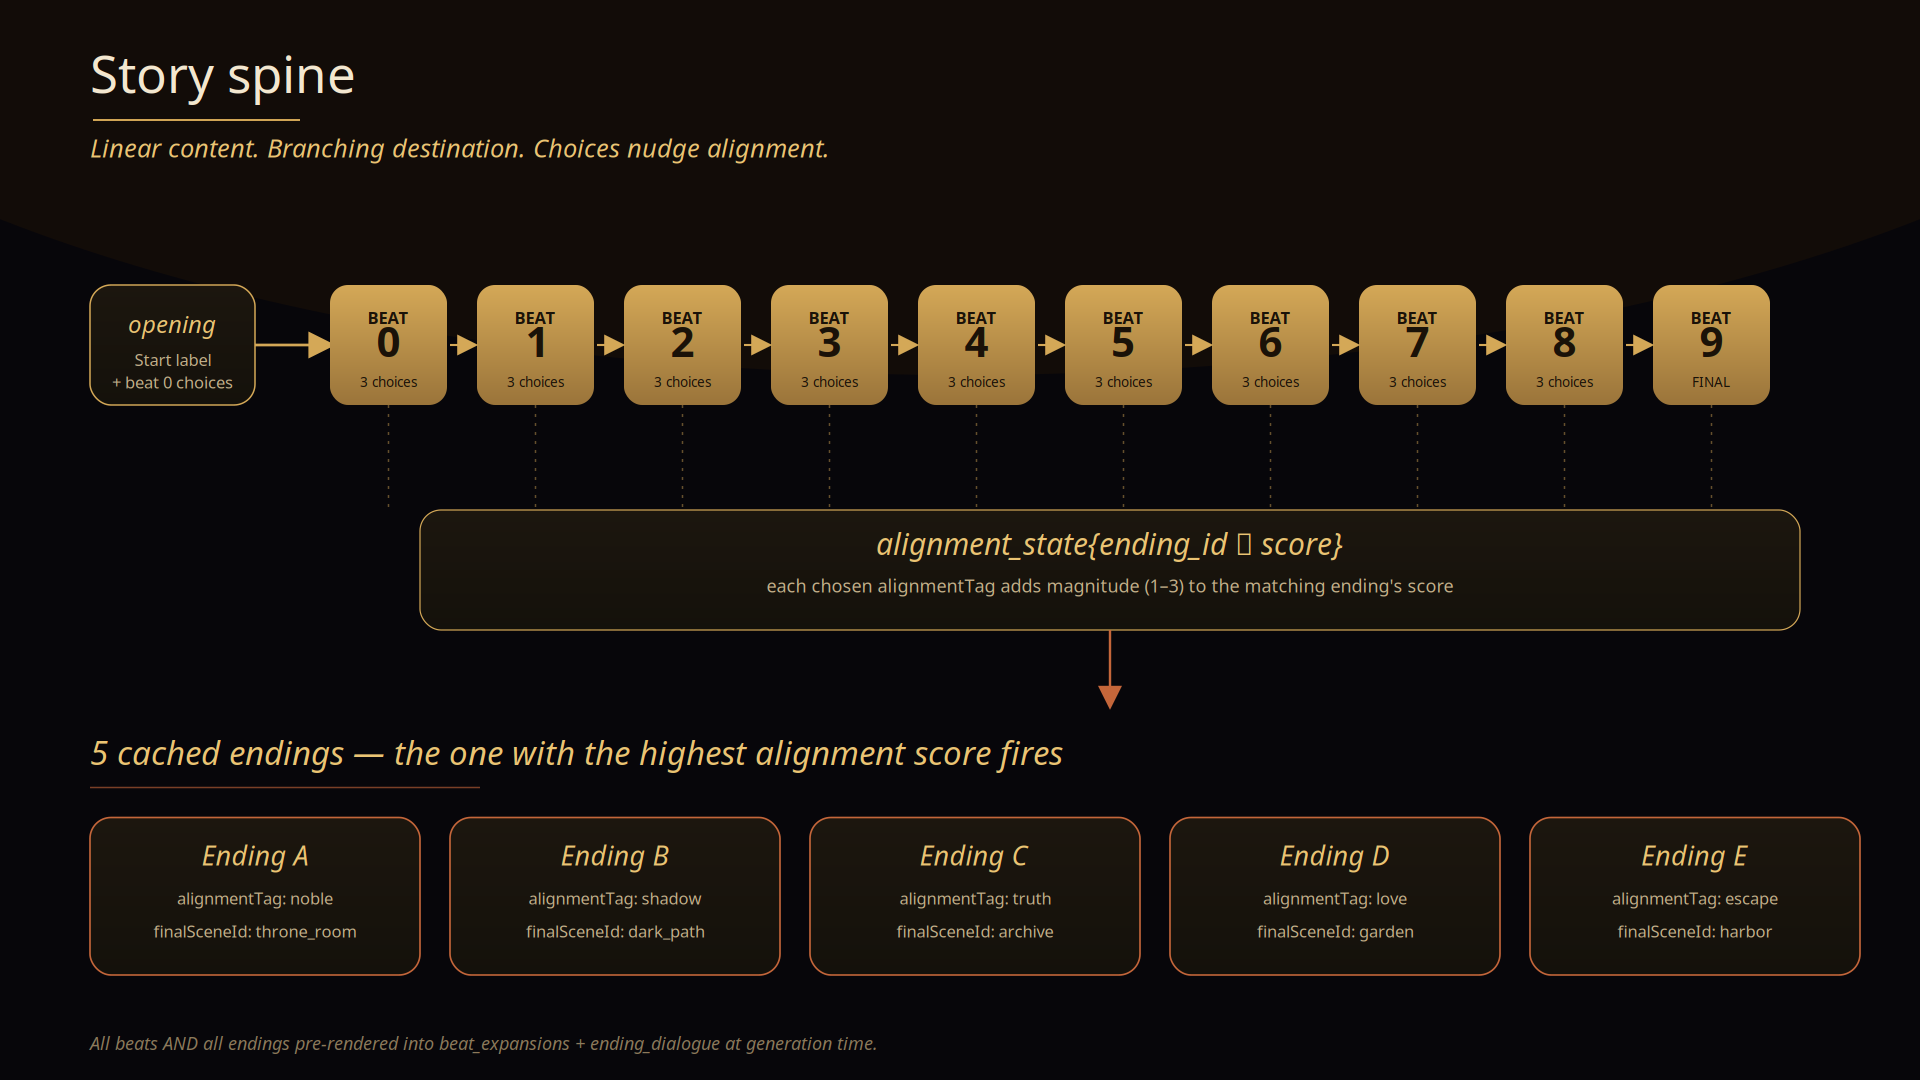 Story spine
Linear content. Branching destination. Choices nudge alignment.
opening
Start label
+ beat 0 choices
BEAT
0
3 choices
BEAT
1
3 choices
BEAT
2
3 choices
BEAT
3
3 choices
BEAT
4
3 choices
BEAT
5
3 choices
BEAT
6
3 choices
BEAT
7
3 choices
BEAT
8
3 choices
BEAT
9
FINAL
alignment_state{ending_id ▯ score}
each chosen alignmentTag adds magnitude (1–3) to the matching ending's score
5 cached endings — the one with the highest alignment score fires
Ending A
alignmentTag: noble
finalSceneId: throne_room
Ending B
alignmentTag: shadow
finalSceneId: dark_path
Ending C
alignmentTag: truth
finalSceneId: archive
Ending D
alignmentTag: love
finalSceneId: garden
Ending E
alignmentTag: escape
finalSceneId: harbor
All beats AND all endings pre-rendered into beat_expansions + ending_dialogue at generation time.